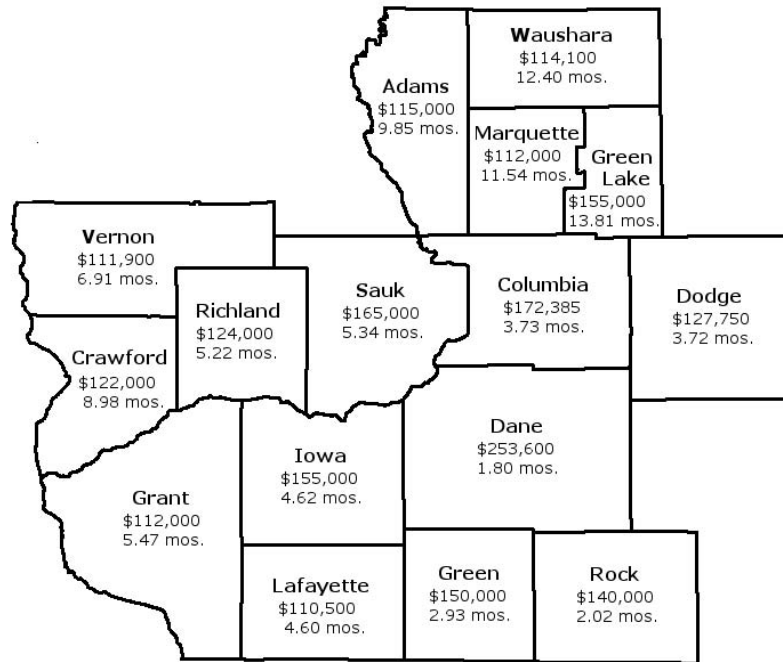 Waushara
$114,100
12.40 mos.
Adams
$115,000
9.85 mos.
Marquette
$112,000
11.54 mos.
Green
Lake
$155,000
13.81 mos.
Vernon
$111,900
6.91 mos.
Richland
$124,000
5.22 mos.
Sauk
$165,000
5.34 mos.
Columbia
$172,385
3.73 mos.
Dodge
$127,750
3.72 mos.
Crawford
$122,000
8.98 mos.
Dane
$253,600
1.80 mos.
Iowa
$155,000
4.62 mos.
Grant
$112,000
5.47 mos.
Lafayette
$110,500
4.60 mos.
Green
$150,000
2.93 mos.
Rock
$140,000
2.02 mos.